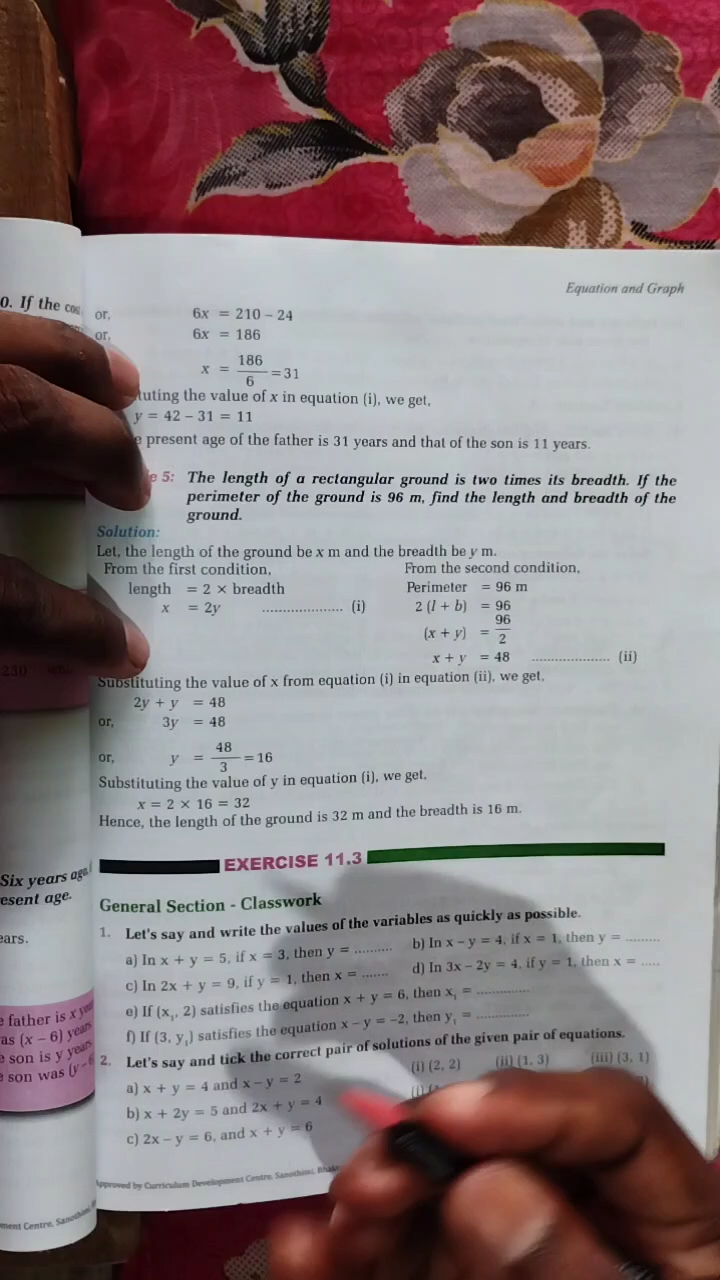 0. If the cos
Six years ago,
esent age.
ears.
e father is x year
as (x – 6) years
e son is y years
e son was (y – 6
ment Centre,
Equation and Graph
or, 6x = 210 – 24
or, 6x = 186
x = 186/6 = 31
tuting the value of x in equation (i), we get,
y = 42 – 31 = 11
e present age of the father is 31 years and that of the son is 11 years.
e 5: The length of a rectangular ground is two times its breadth. If the
perimeter of the ground is 96 m, find the length and breadth of the
ground.
Solution:
Let, the length of the ground be x m and the breadth be y m.
From the first condition, From the second condition,
length = 2 × breadth Perimeter = 96 m
x = 2y .................... (i) 2 (l + b) = 96
(x + y) = 96/2
x + y = 48 .................... (ii)
Substituting the value of x from equation (i) in equation (ii), we get,
2y + y = 48
or, 3y = 48
or, y = 48/3 = 16
Substituting the value of y in equation (i), we get,
x = 2 × 16 = 32
Hence, the length of the ground is 32 m and the breadth is 16 m.
EXERCISE 11.3
General Section - Classwork
1. Let's say and write the values of the variables as quickly as possible.
a) In x + y = 5, if x = 3, then y = .......... b) In x – y = 4, if x = 1, then y = .........
c) In 2x + y = 9, if y = 1, then x = ....... d) In 3x – 2y = 4, if y = 1, then x = .....
e) If (x₁, 2) satisfies the equation x + y = 6, then x₁ = ..............
f) If (3, y₁) satisfies the equation x – y = –2, then y₁ = ..............
2. Let's say and tick the correct pair of solutions of the given pair of equations.
a) x + y = 4 and x – y = 2 (i) (2, 2) (ii) (1, 3) (iii) (3, 1)
b) x + 2y = 5 and 2x + y = 4 (i)
c) 2x – y = 6, and x + y = 6
Approved by Curriculum Development Centre, Sanothimi,